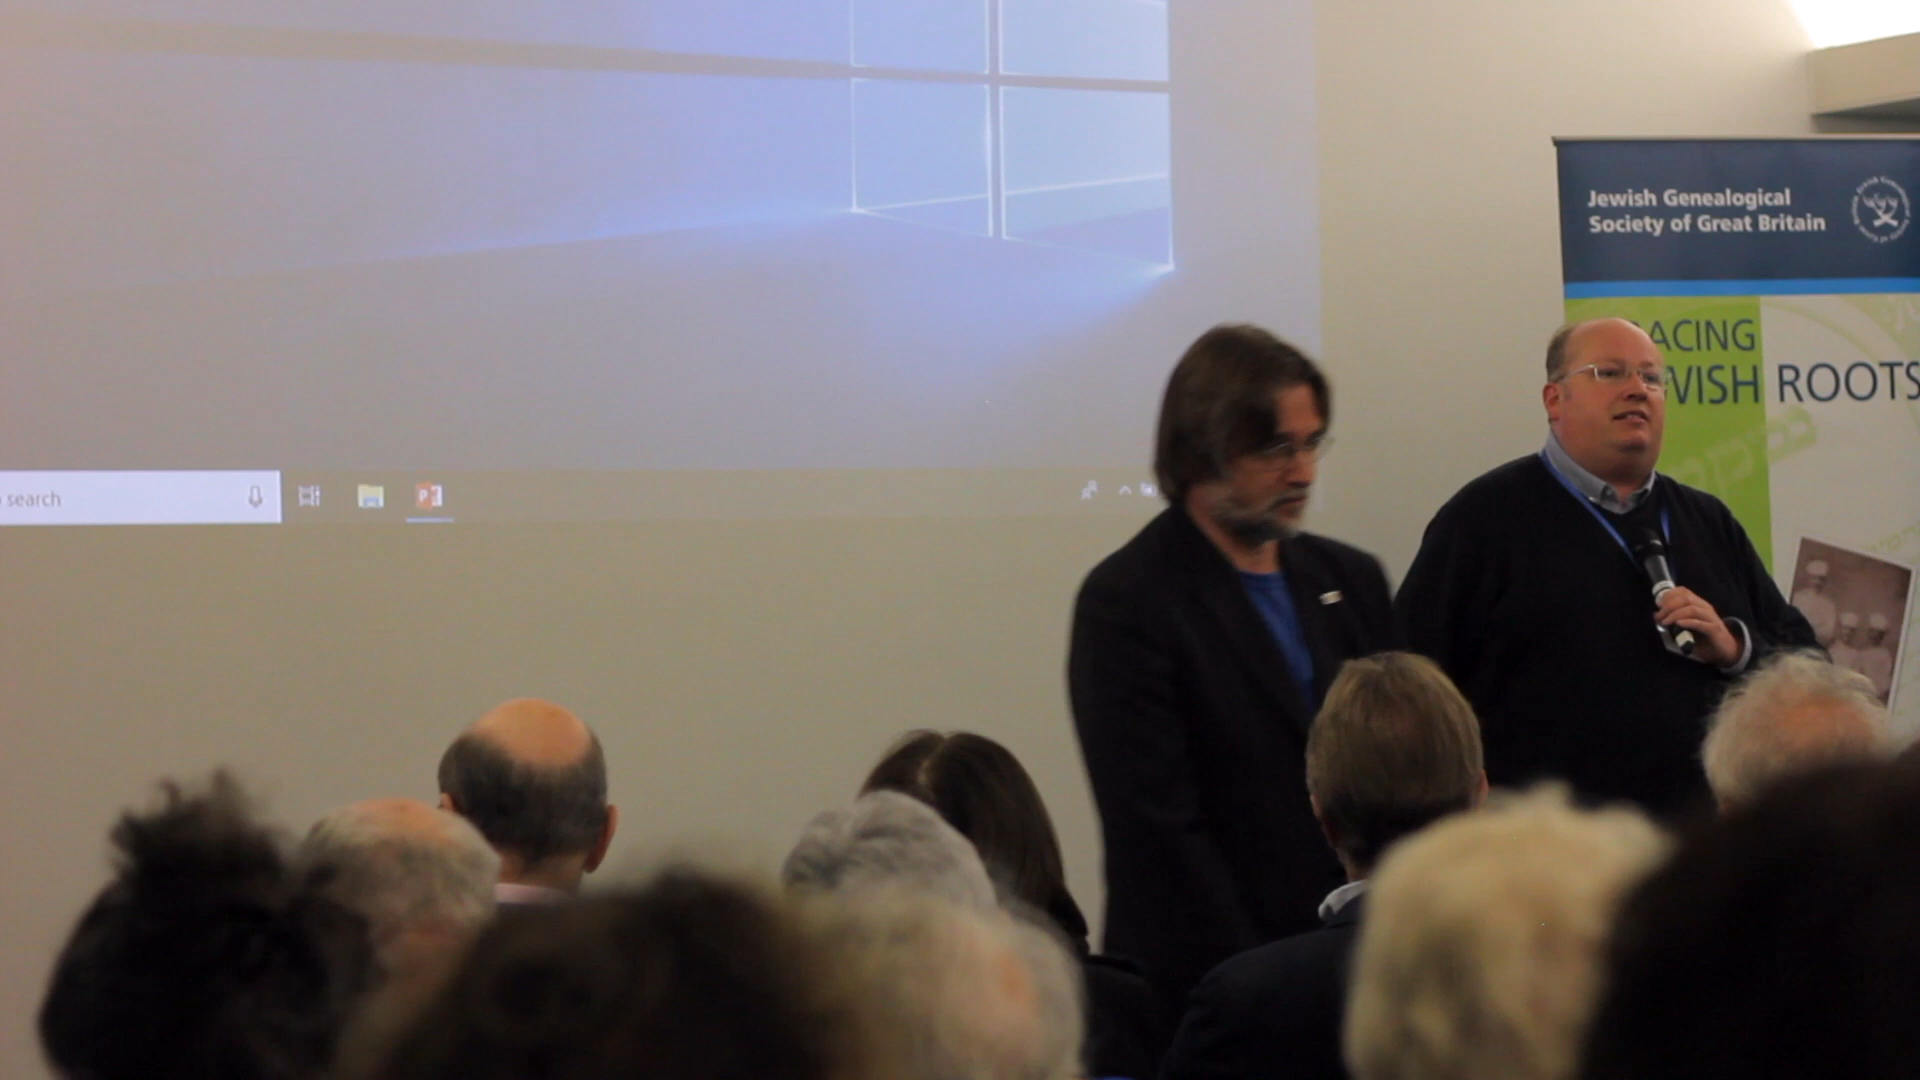 search
P
Jewish Genealogical
Society of Great Britain
ACING
WISH ROOTS